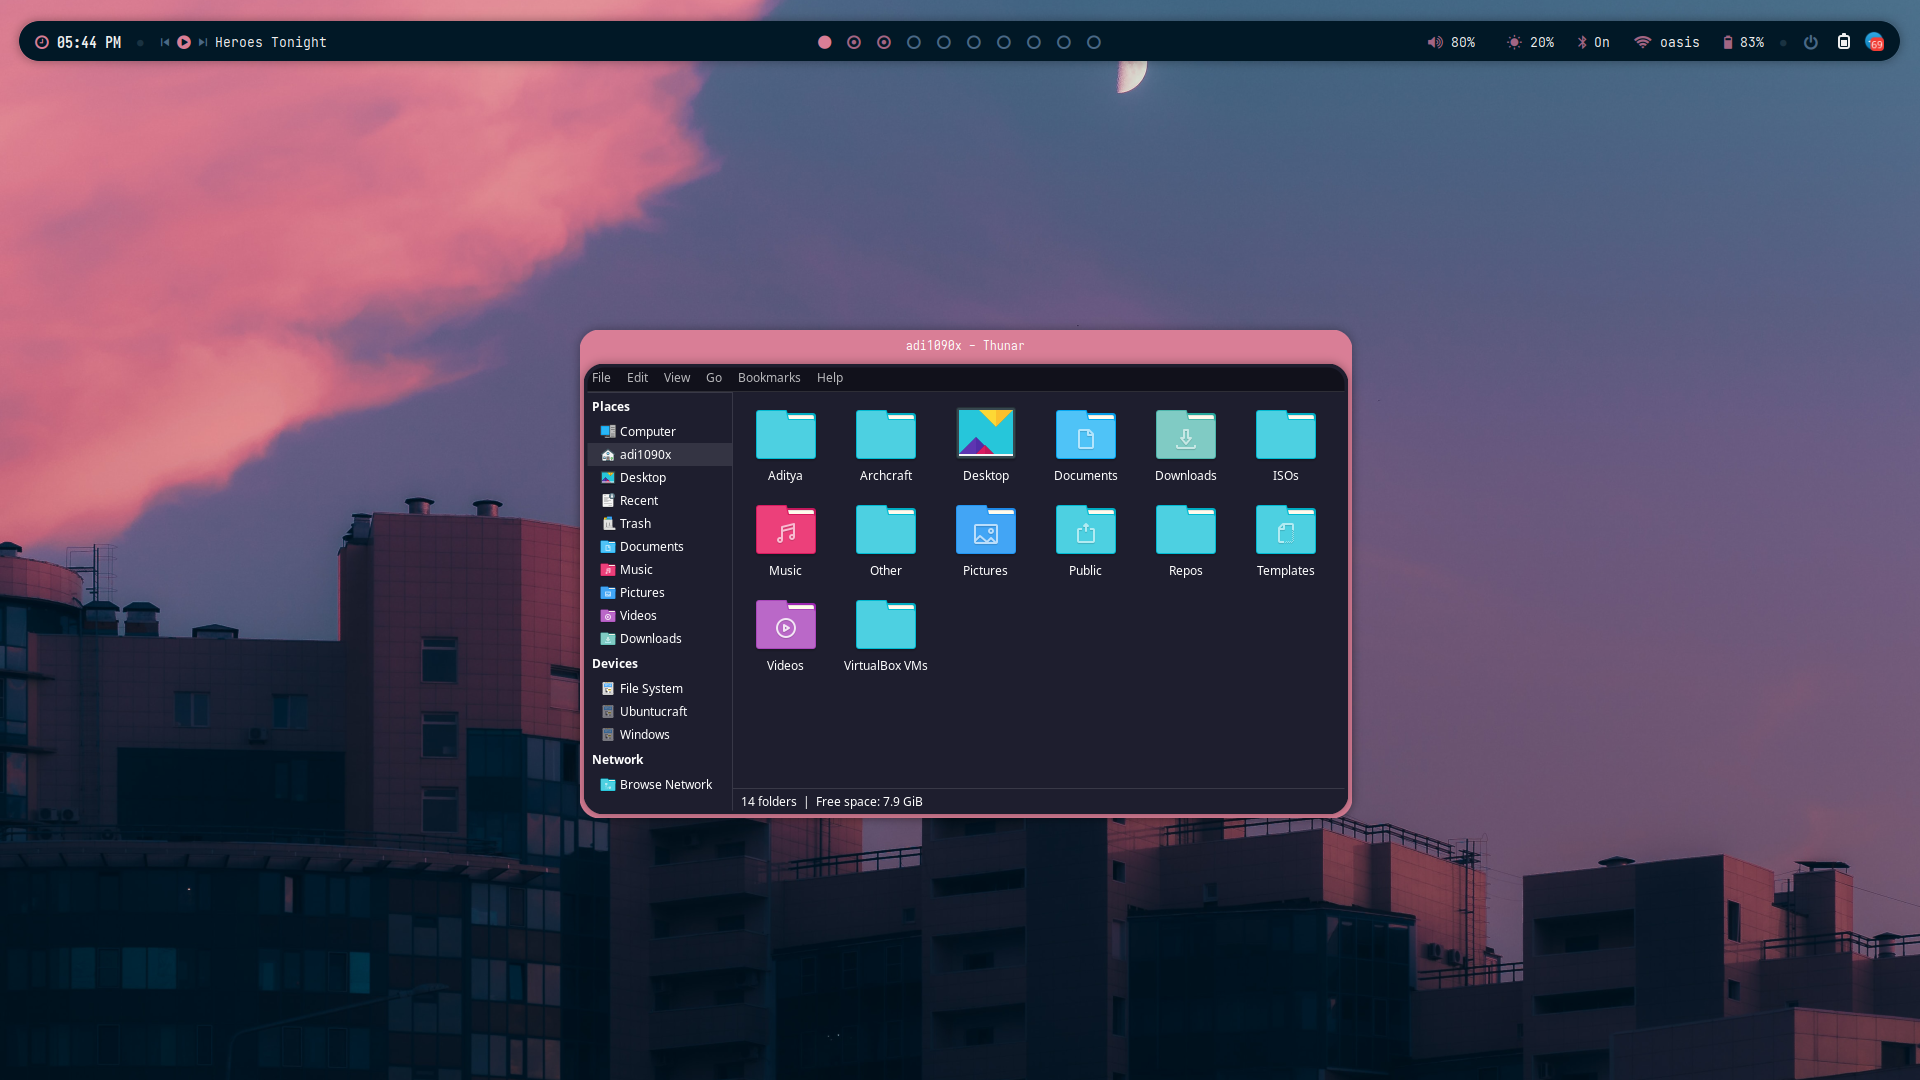 05:44 PM
Heroes Tonight
80%
20%
On
oasis
83%
69
adi1090x - Thunar
File Edit View Go Bookmarks Help
Places
Computer
adi1090x
Desktop
Recent
Trash
Documents
Music
Pictures
Videos
Downloads
Devices
File System
Ubuntucraft
Windows
Network
Browse Network
Aditya Archcraft Desktop Documents Downloads ISOs
Music Other Pictures Public Repos Templates
Videos VirtualBox VMs
14 folders | Free space: 7.9 GiB